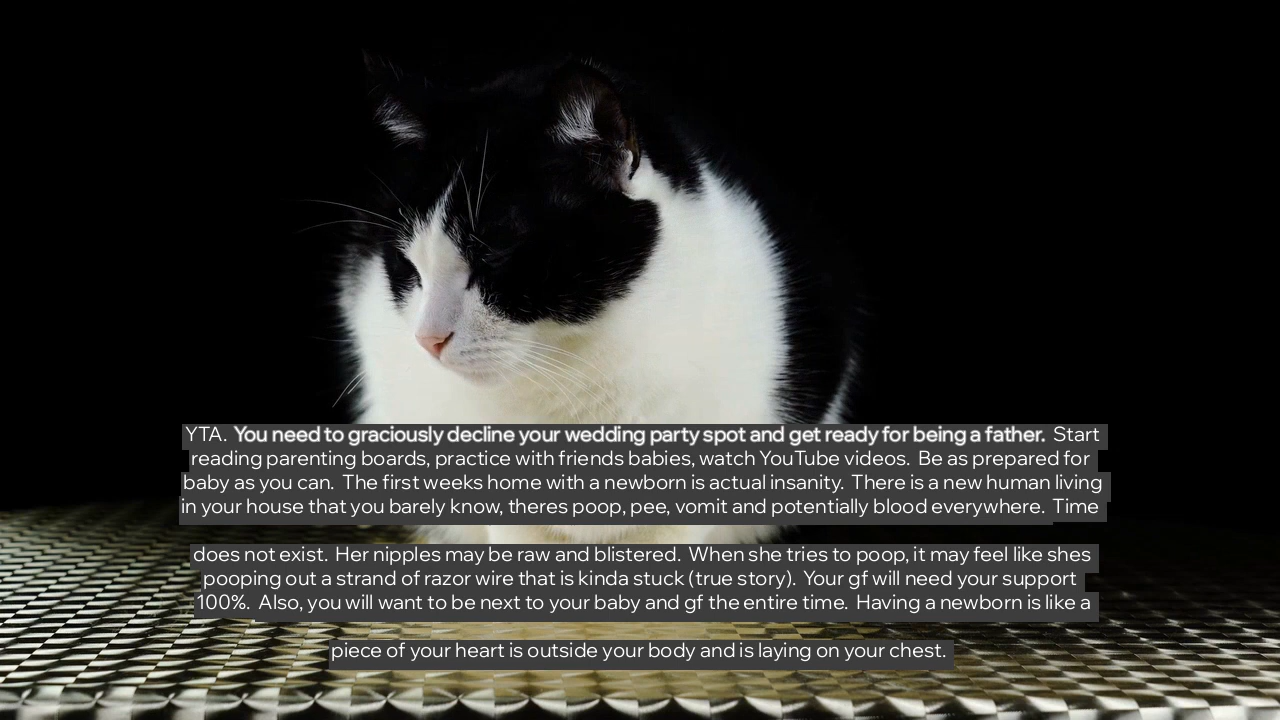 YTA. You need to graciously decline your wedding party spot and get ready for being a father. Start
reading parenting boards, practice with friends babies, watch YouTube videos. Be as prepared for
baby as you can. The first weeks home with a newborn is actual insanity. There is a new human living
in your house that you barely know, theres poop, pee, vomit and potentially blood everywhere. Time
does not exist. Her nipples may be raw and blistered. When she tries to poop, it may feel like shes
pooping out a strand of razor wire that is kinda stuck (true story). Your gf will need your support
100%. Also, you will want to be next to your baby and gf the entire time. Having a newborn is like a
piece of your heart is outside your body and is laying on your chest.